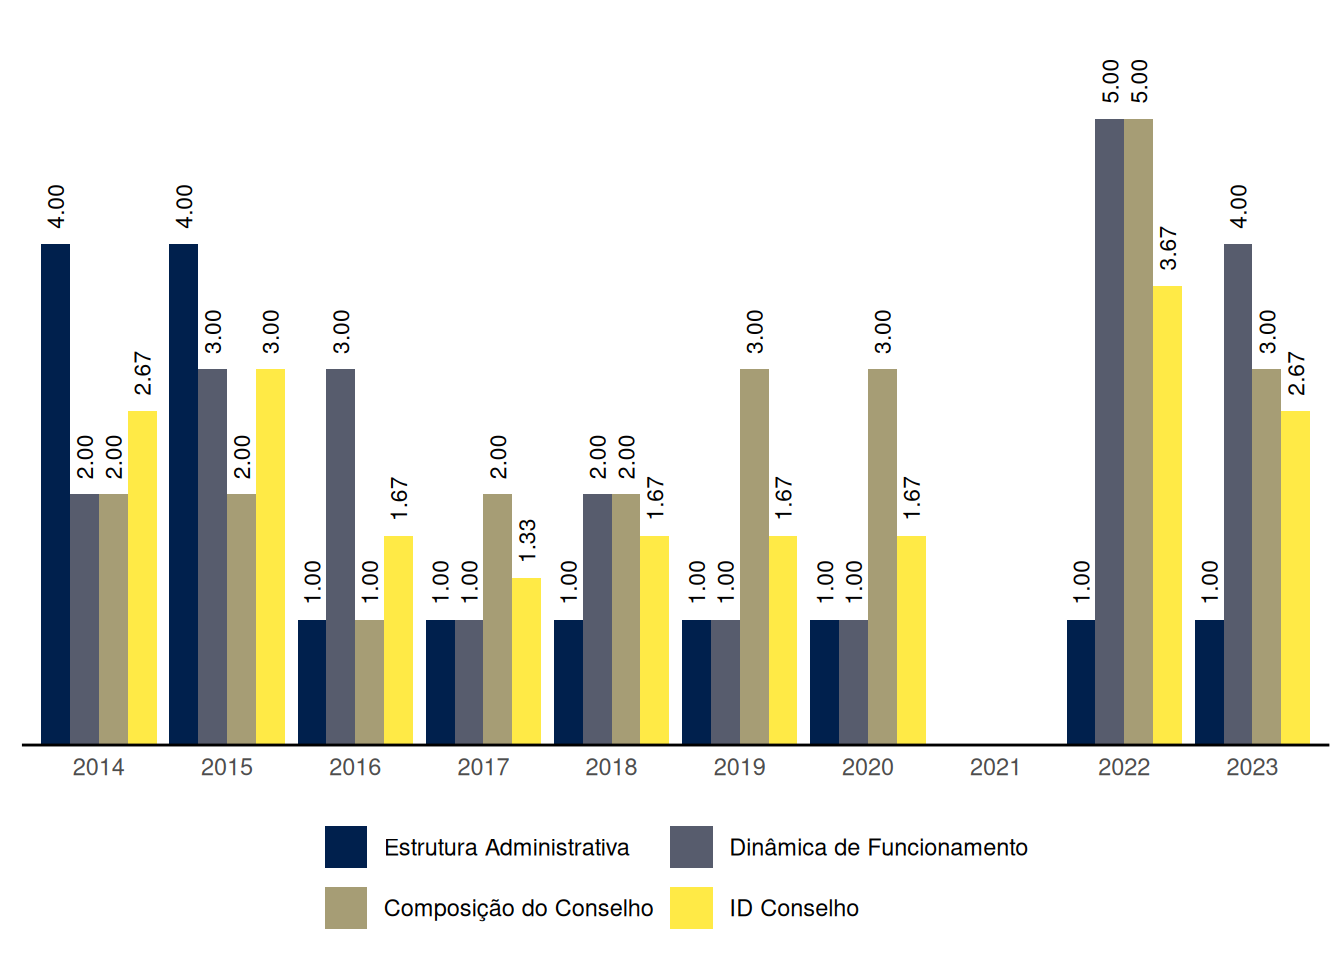 5.00 5.00
4.00 4.00 4.00
3.67
3.00 3.00 3.00 3.00 3.00 3.00
2.67 2.67
2.00 2.00 2.00 2.00 2.00 2.00
1.67 1.67 1.67 1.67
1.33
1.00 1.00 1.00 1.00 1.00 1.00 1.00 1.00 1.00 1.00 1.00
2014 2015 2016 2017 2018 2019 2020 2021 2022 2023
Estrutura Administrativa Dinâmica de Funcionamento
Composição do Conselho ID Conselho